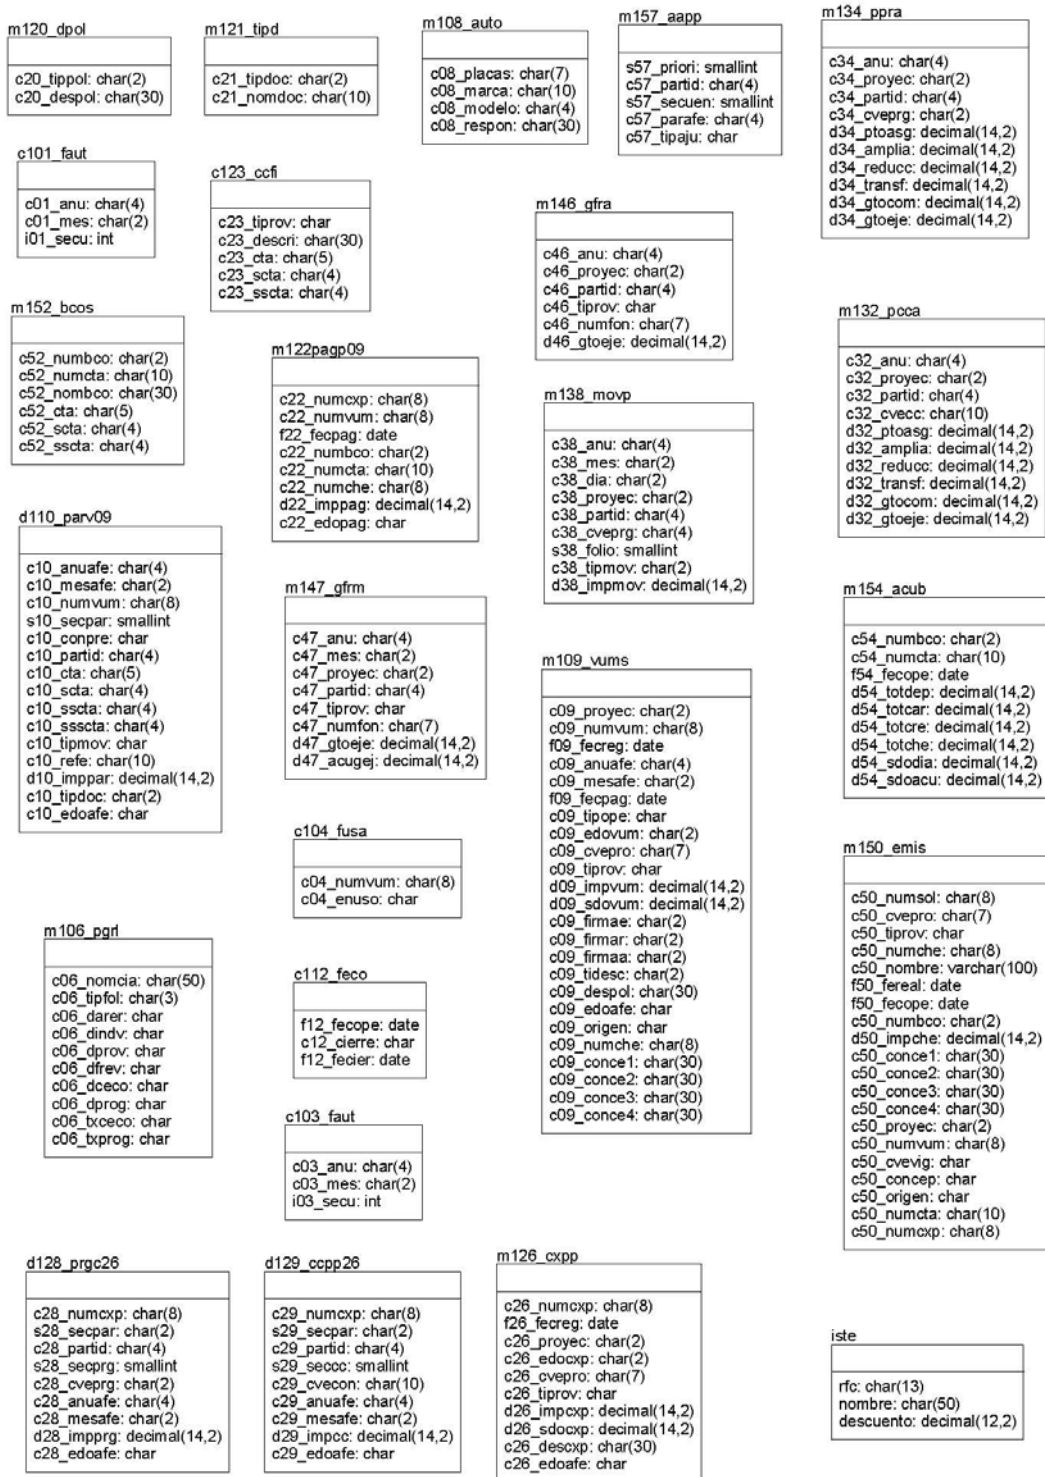 m120_dpol
c20_tippol: char(2)
c20_despol: char(30)
m121_tipd
c21_tipdoc: char(2)
c21_nomdoc: char(10)
m108_auto
c08_placas: char(7)
c08_marca: char(10)
c08_modelo: char(4)
c08_respon: char(30)
m157_aapp
s57_priori: smallint
c57_partid: char(4)
s57_secuen: smallint
c57_parafe: char(4)
c57_tipaju: char
m134_ppra
c34_anu: char(4)
c34_proyec: char(2)
c34_partid: char(4)
c34_cveprg: char(2)
d34_ptoasg: decimal(14,2)
d34_amplia: decimal(14,2)
d34_reducc: decimal(14,2)
d34_transf: decimal(14,2)
d34_gtocom: decimal(14,2)
d34_gtoeje: decimal(14,2)
c101_faut
c01_anu: char(4)
c01_mes: char(2)
i01_secu: int
c123_ccfi
c23_tiprov: char
c23_descri: char(30)
c23_cta: char(5)
c23_scta: char(4)
c23_sscta: char(4)
m146_gfra
c46_anu: char(4)
c46_proyec: char(2)
c46_partid: char(4)
c46_tiprov: char
c46_numfon: char(7)
d46_gtoeje: decimal(14,2)
m152_bcos
c52_numbco: char(2)
c52_numcta: char(10)
c52_nombco: char(30)
c52_cta: char(5)
c52_scta: char(4)
c52_sscta: char(4)
m122pagp09
c22_numcxp: char(8)
c22_numvum: char(8)
f22_fecpag: date
c22_numbco: char(2)
c22_numcta: char(10)
c22_numche: char(8)
d22_imppag: decimal(14,2)
c22_edopag: char
m138_movp
c38_anu: char(4)
c38_mes: char(2)
c38_dia: char(2)
c38_proyec: char(2)
c38_partid: char(4)
c38_cveprg: char(4)
s38_folio: smallint
c38_tipmov: char(2)
d38_impmov: decimal(14,2)
m132_pcca
c32_anu: char(4)
c32_proyec: char(2)
c32_partid: char(4)
c32_cvecc: char(10)
d32_ptoasg: decimal(14,2)
d32_amplia: decimal(14,2)
d32_reducc: decimal(14,2)
d32_transf: decimal(14,2)
d32_gtocom: decimal(14,2)
d32_gtoeje: decimal(14,2)
d110_parv09
c10_anuafe: char(4)
c10_mesafe: char(2)
c10_numvum: char(8)
s10_secpar: smallint
c10_conpre: char
c10_partid: char(4)
c10_cta: char(5)
c10_scta: char(4)
c10_sscta: char(4)
c10_ssscta: char(4)
c10_tipmov: char
c10_refe: char(10)
d10_imppar: decimal(14,2)
c10_tipdoc: char(2)
c10_edoafe: char
m147_gfrm
c47_anu: char(4)
c47_mes: char(2)
c47_proyec: char(2)
c47_partid: char(4)
c47_tiprov: char
c47_numfon: char(7)
d47_gtoeje: decimal(14,2)
d47_acugej: decimal(14,2)
m109_vums
c09_proyec: char(2)
c09_numvum: char(8)
f09_fecreg: date
c09_anuafe: char(4)
c09_mesafe: char(2)
f09_fecpag: date
c09_tipope: char
c09_edovum: char(2)
c09_cvepro: char(7)
c09_tiprov: char
d09_impvum: decimal(14,2)
d09_sdovum: decimal(14,2)
c09_firmae: char(2)
c09_firmar: char(2)
c09_firmaa: char(2)
c09_tidesc: char(2)
c09_despol: char(30)
c09_edoafe: char
c09_origen: char
c09_numche: char(8)
c09_conce1: char(30)
c09_conce2: char(30)
c09_conce3: char(30)
c09_conce4: char(30)
m154_acub
c54_numbco: char(2)
c54_numcta: char(10)
f54_fecope: date
d54_totdep: decimal(14,2)
d54_totcar: decimal(14,2)
d54_totcre: decimal(14,2)
d54_totche: decimal(14,2)
d54_sdodia: decimal(14,2)
d54_sdoacu: decimal(14,2)
c104_fusa
c04_numvum: char(8)
c04_enuso: char
m150_emis
c50_numsol: char(8)
c50_cvepro: char(7)
c50_tiprov: char
c50_numche: char(8)
c50_nombre: varchar(100)
f50_fereal: date
f50_fecope: date
c50_numbco: char(2)
d50_impche: decimal(14,2)
c50_conce1: char(30)
c50_conce2: char(30)
c50_conce3: char(30)
c50_conce4: char(30)
c50_proyec: char(2)
c50_numvum: char(8)
c50_cvevig: char
c50_concep: char
c50_origen: char
c50_numcta: char(10)
c50_numcxp: char(8)
m106_pgrl
c06_nomcia: char(50)
c06_tipfol: char(3)
c06_darer: char
c06_dindv: char
c06_dprov: char
c06_dfrev: char
c06_dceco: char
c06_dprog: char
c06_txceco: char
c06_txprog: char
c112_feco
f12_fecope: date
c12_cierre: char
f12_fecier: date
c103_faut
c03_anu: char(4)
c03_mes: char(2)
i03_secu: int
d128_prgc26
c28_numcxp: char(8)
s28_secpar: char(2)
c28_partid: char(4)
s28_secprg: smallint
c28_cveprg: char(2)
c28_anuafe: char(4)
c28_mesafe: char(2)
d28_impprg: decimal(14,2)
c28_edoafe: char
d129_ccpp26
c29_numcxp: char(8)
s29_secpar: char(2)
c29_partid: char(4)
s29_seccc: smallint
c29_cvecon: char(10)
c29_anuafe: char(4)
c29_mesafe: char(2)
d29_impcc: decimal(14,2)
c29_edoafe: char
m126_cxpp
c26_numcxp: char(8)
f26_fecreg: date
c26_proyec: char(2)
c26_edocxp: char(2)
c26_cvepro: char(7)
c26_tiprov: char
d26_impcxp: decimal(14,2)
d26_sdocxp: decimal(14,2)
c26_descxp: char(30)
c26_edoafe: char
iste
rfc: char(13)
nombre: char(50)
descuento: decimal(12,2)